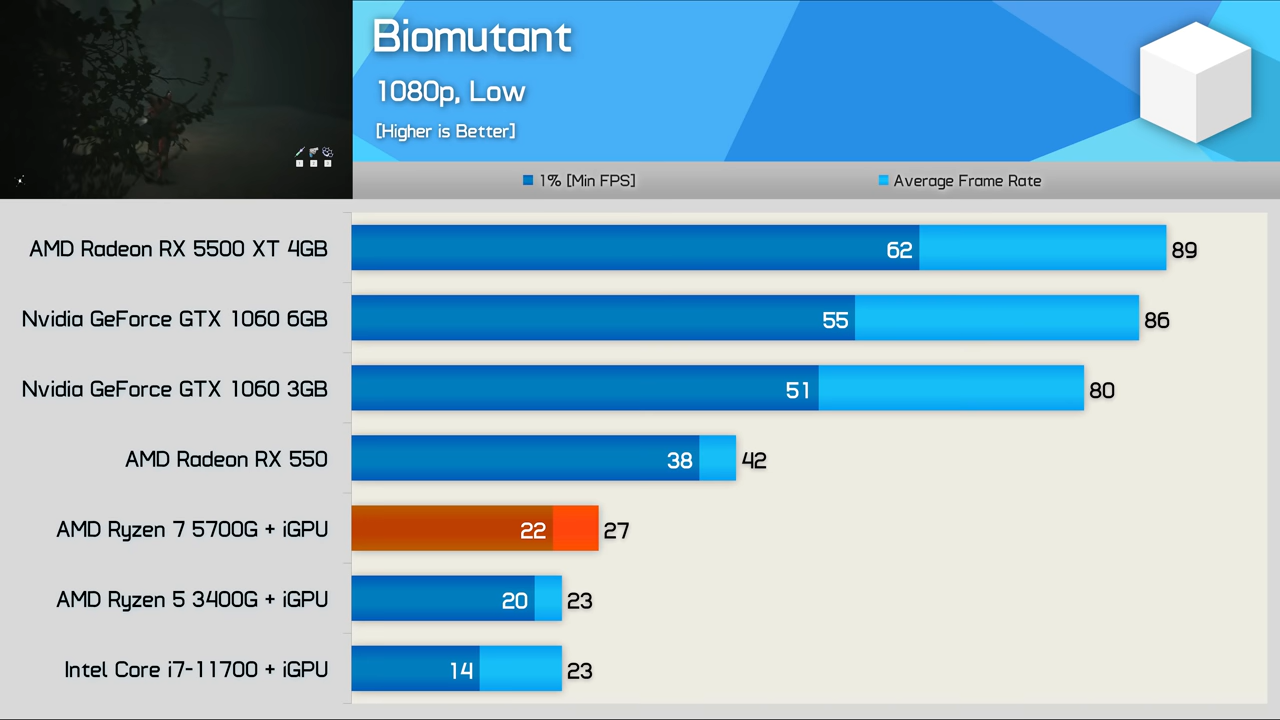 Biomutant
1080p, Low
[Higher is Better]
1% [Min FPS]
Average Frame Rate
AMD Radeon RX 5500 XT 4GB
62
89
Nvidia GeForce GTX 1060 6GB
55
86
Nvidia GeForce GTX 1060 3GB
51
80
AMD Radeon RX 550
38
42
AMD Ryzen 7 5700G + iGPU
22
27
AMD Ryzen 5 3400G + iGPU
20
23
Intel Core i7-11700 + iGPU
14
23